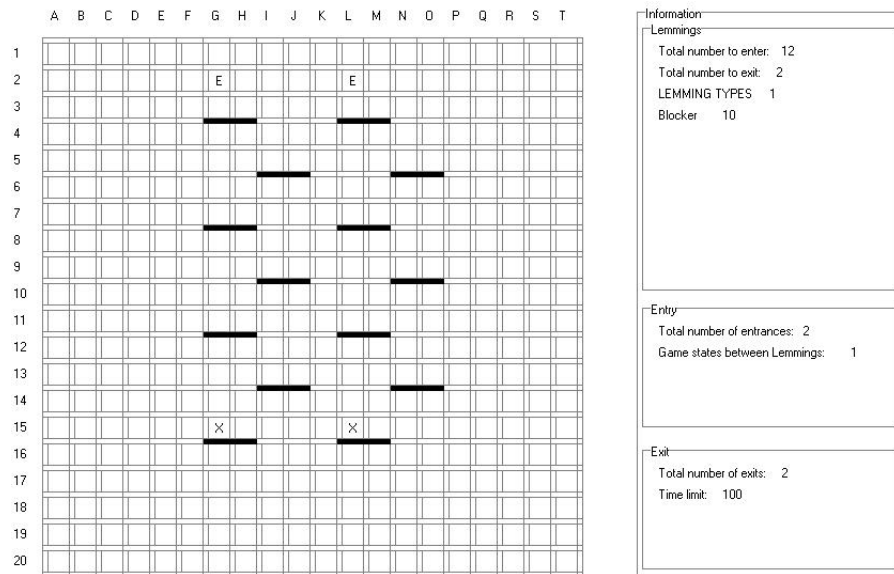 A B C D E F G H I J K L M N O P Q R S T
1
2 E E
3
4
5
6
7
8
9
10
11
12
13
14
15 X X
16
17
18
19
20
Information
Lemmings
Total number to enter: 12
Total number to exit: 2
LEMMING TYPES 1
Blocker 10
Entry
Total number of entrances: 2
Game states between Lemmings: 1
Exit
Total number of exits: 2
Time limit: 100